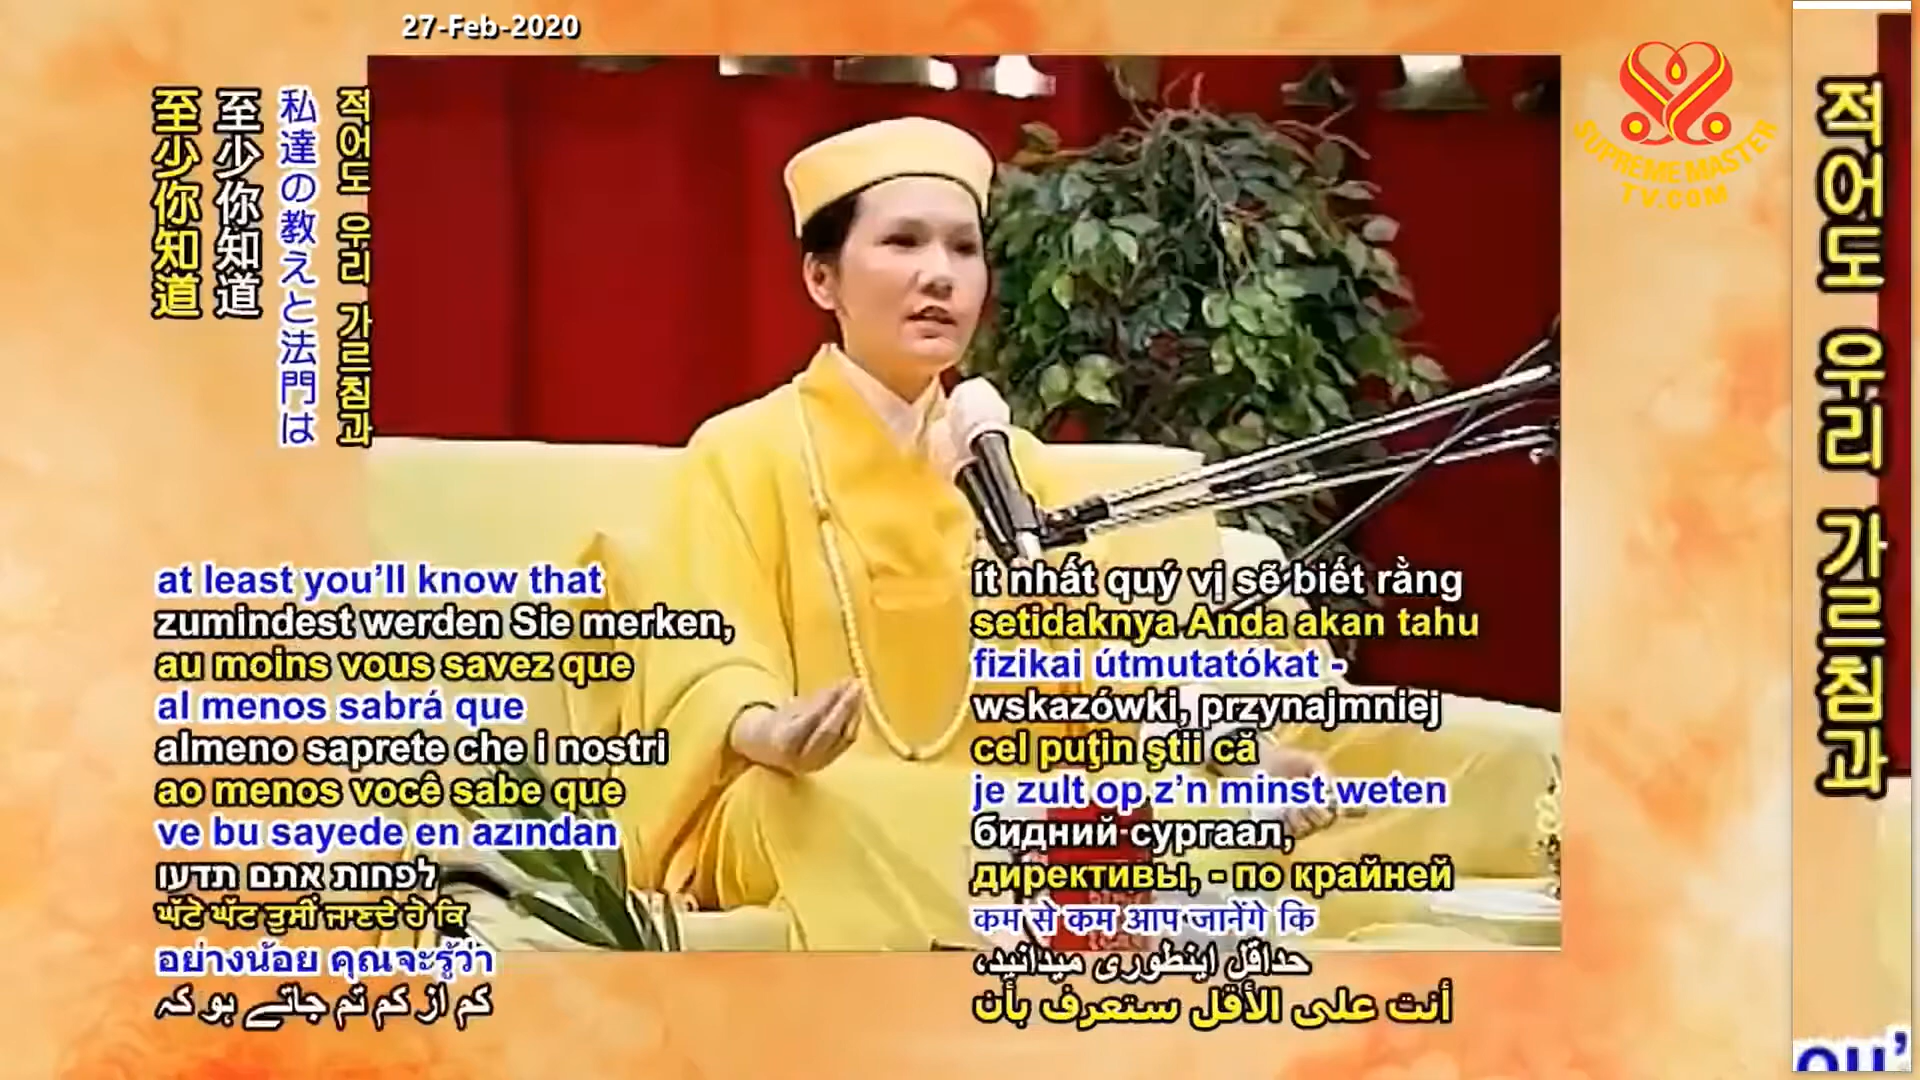 27-Feb-2020
SUPREME MASTER
TV.COM
적어도 우리 가르침과
私達の教えと法門は
至少你知道
至少你知道
at least you’ll know that
zumindest werden Sie merken,
au moins vous savez que
al menos sabrá que
almeno saprete che i nostri
ao menos você sabe que
ve bu sayede en azından
לפחות אתם תדעו
ਘੱਟੋ ਘੱਟ ਤੁਸੀਂ ਜਾਣਦੇ ਹੋ ਕਿ
อย่างน้อย คุณจะรู้ว่า
کم از کم تم جانتے ہو کہ
ít nhất quý vị sẽ biết rằng
setidaknya Anda akan tahu
fizikai útmutatókat -
wskazówki, przynajmniej
cel puţin ştii că
je zult op z’n minst weten
бидний сургаал,
директивы, - по крайней
कम से कम आप जानेंगे कि
حداقل اینطوری میدانید،
أنت على الأقل ستعرف بأن
적어도 우리 가르침과
ou’